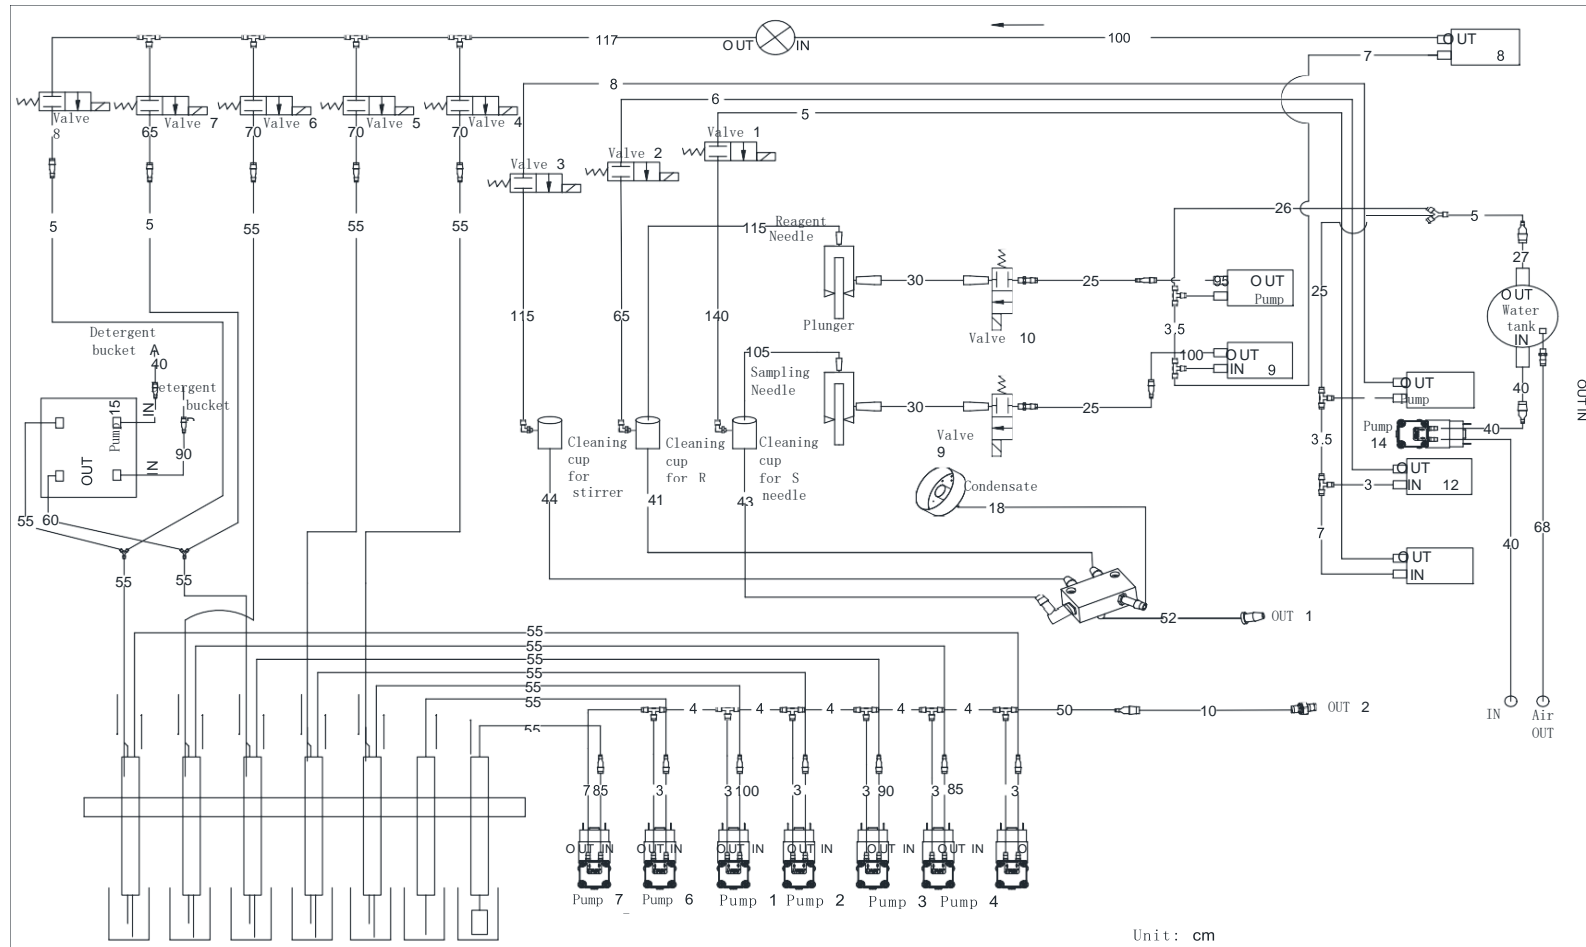 117
OUT
IN
100
OUT
8
7
8
6
5
Valve 8
65
Valve 7
70
Valve 6
70
Valve 5
70
Valve 4
Valve 3
Valve 2
Valve 1
5
5
55
55
55
115
Reagent
Needle
26
5
27
30
25
95
OUT
Pump
25
OUT
Water
tank
IN
115
65
140
Plunger
Valve 10
3.5
Detergent
bucket A
40
105
Sampling
Needle
100
OUT
IN 9
Detergent
bucket
OUT
Pump
40
OUT IN
15
IN
Pump
30
25
90
OUT
IN
Cleaning
cup
for
stirrer
Cleaning
cup
for R
Cleaning
cup
for S
needle
Valve
9
Pump
14
40
3.5
OUT
IN 12
3
44
41
43
Condensate
18
55
60
7
40
68
OUT
IN
55
55
52
OUT 1
55
55
55
55
55
55
55
4
4
4
4
4
50
10
OUT 2
IN
Air
OUT
7
85
3
3
100
3
3
90
3
85
3
OUT IN
OUT IN
OUT IN
OUT IN
OUT IN
OUT IN
O
Pump 7
Pump 6
Pump 1
Pump 2
Pump 3
Pump 4
Unit: cm